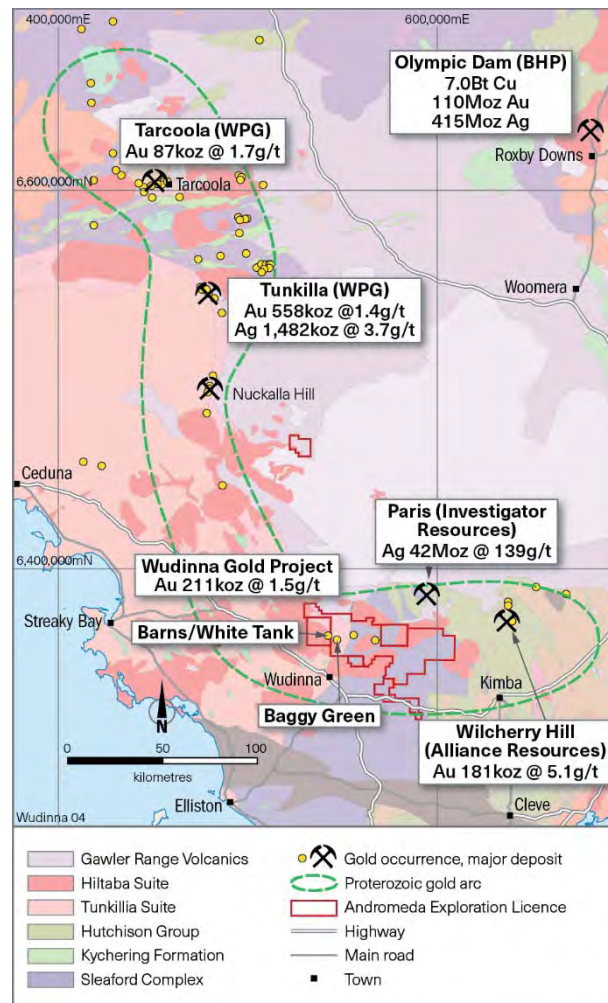 400,000mE
600,000mE
Olympic Dam (BHP)
7.0Bt Cu
110Moz Au
415Moz Ag
Tarcoola (WPG)
Au 87koz @ 1.7g/t
Roxby Downs
6,600,000mN
Tarcoola
Tunkilla (WPG)
Au 558koz @1.4g/t
Ag 1,482koz @ 3.7g/t
Woomera
Nuckalla Hill
Ceduna
Paris (Investigator
Resources)
Ag 42Moz @ 139g/t
Wudinna Gold Project
Au 211koz @ 1.5g/t
6,400,000mN
Streaky Bay
Barns/White Tank
Wudinna
Kimba
Baggy Green
N
Wilcherry Hill
(Alliance Resources)
Au 181koz @ 5.1g/t
0 50 100
kilometres
Elliston
Cleve
Wudinna 04
Gawler Range Volcanics
Hiltaba Suite
Tunkillia Suite
Hutchison Group
Kychering Formation
Sleaford Complex
Gold occurrence, major deposit
Proterozoic gold arc
Andromeda Exploration Licence
Highway
Main road
Town